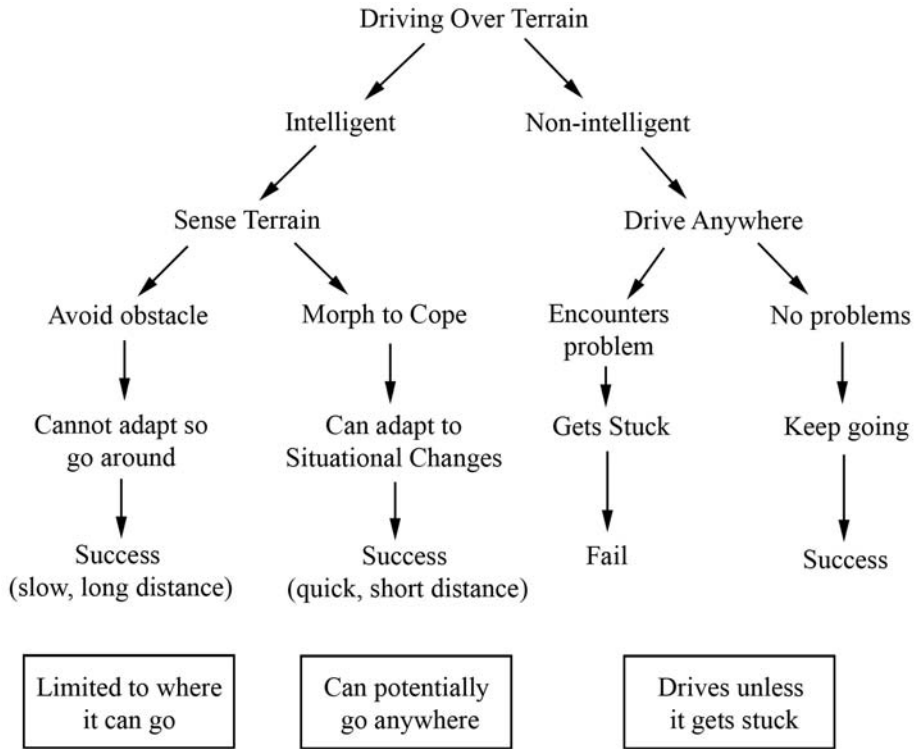 Driving Over Terrain
Intelligent
Non-intelligent
Sense Terrain
Drive Anywhere
Avoid obstacle
Morph to Cope
Encounters
problem
No problems
Cannot adapt so
go around
Can adapt to
Situational Changes
Gets Stuck
Keep going
Success
(slow, long distance)
Success
(quick, short distance)
Fail
Success
Limited to where
it can go
Can potentially
go anywhere
Drives unless
it gets stuck